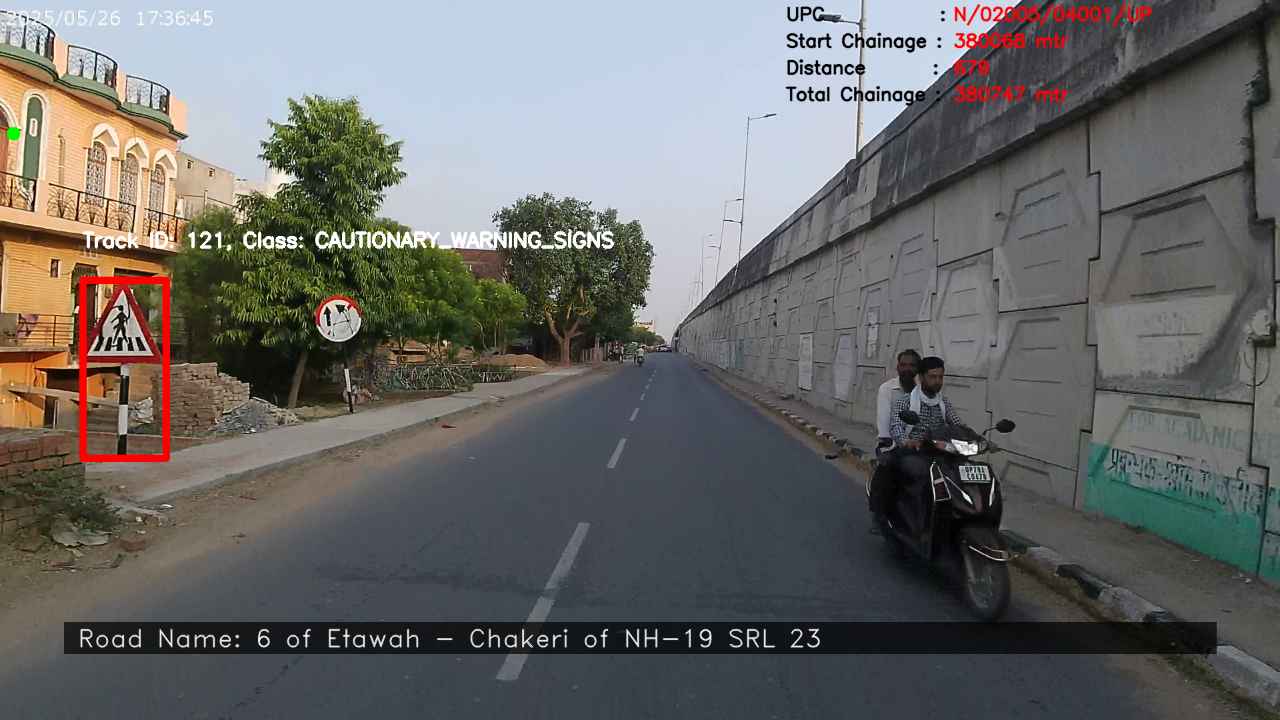 2025/05/26 17:36:45
UPC : N/02005/04001/UP
Start Chainage : 380068 mtr
Distance : 679
Total Chainage : 380747 mtr
Track ID: 121, Class: CAUTIONARY_WARNING_SIGNS
Road Name: 6 of Etawah - Chakeri of NH-19 SRL 23